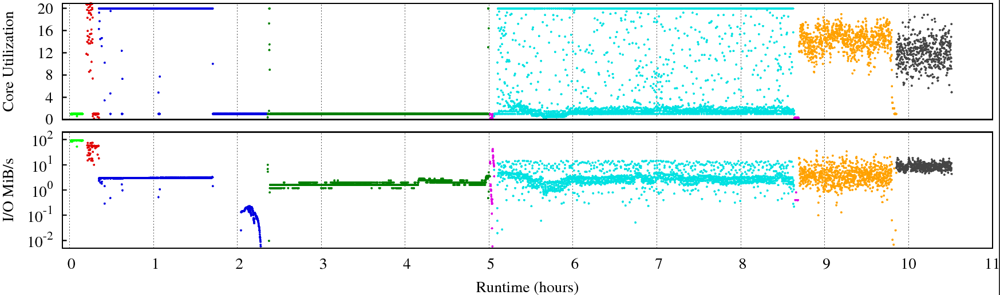 Core Utilization
20
16
12
8
4
0
I/O MiB/s
10^2
10^1
10^0
10^-1
10^-2
0 1 2 3 4 5 6 7 8 9 10 11
Runtime (hours)